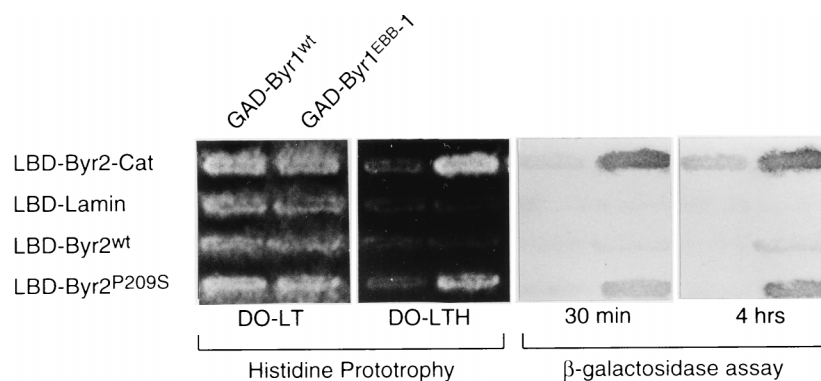 GAD-Byr1wt
GAD-Byr1EBB-1
LBD-Byr2-Cat
LBD-Lamin
LBD-Byr2wt
LBD-Byr2P209S
DO-LT DO-LTH 30 min 4 hrs
Histidine Prototrophy β-galactosidase assay